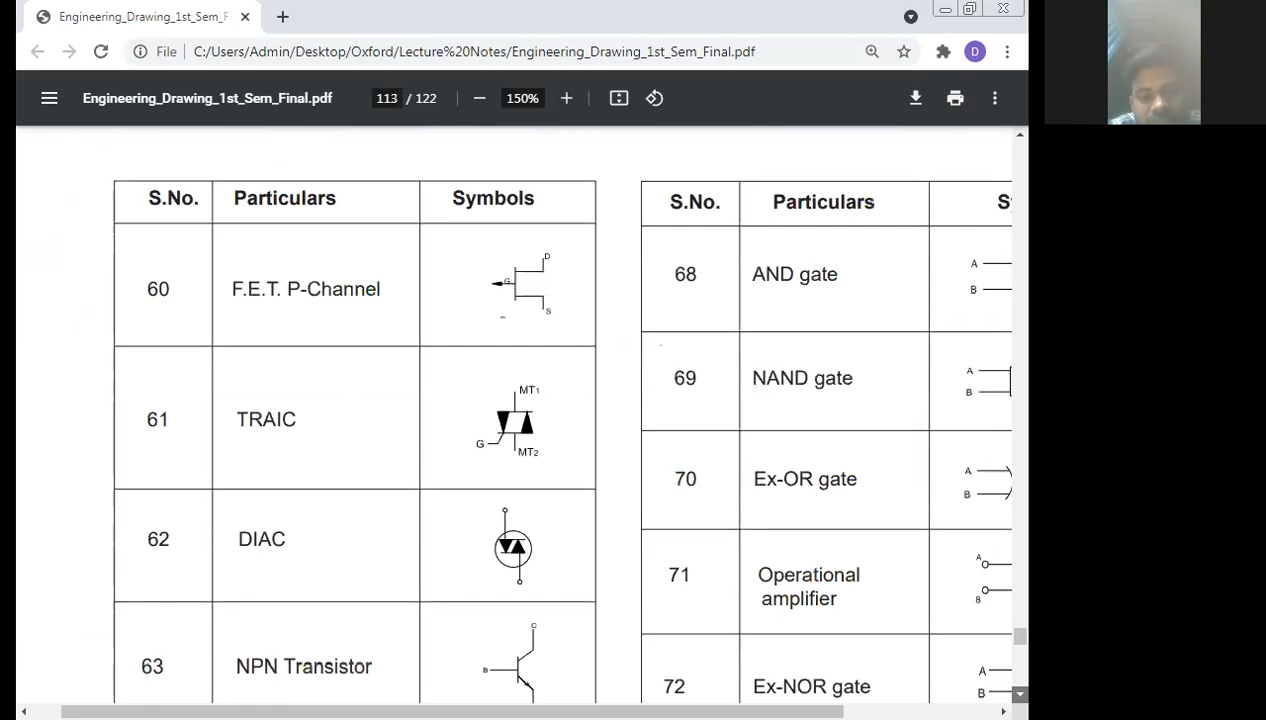 Engineering_Drawing_1st_Sem_F
File C:/Users/Admin/Desktop/Oxford/Lecture%20Notes/Engineering_Drawing_1st_Sem_Final.pdf
D
Engineering_Drawing_1st_Sem_Final.pdf 113 / 122 150%
S.No. Particulars Symbols
60 F.E.T. P-Channel
D
G
S
61 TRAIC
MT1
G
MT2
62 DIAC
63 NPN Transistor
C
B
S.No. Particulars S
68 AND gate
A
B
69 NAND gate
A
B
70 Ex-OR gate
A
B
71 Operational
amplifier
A
B
72 Ex-NOR gate
A
B